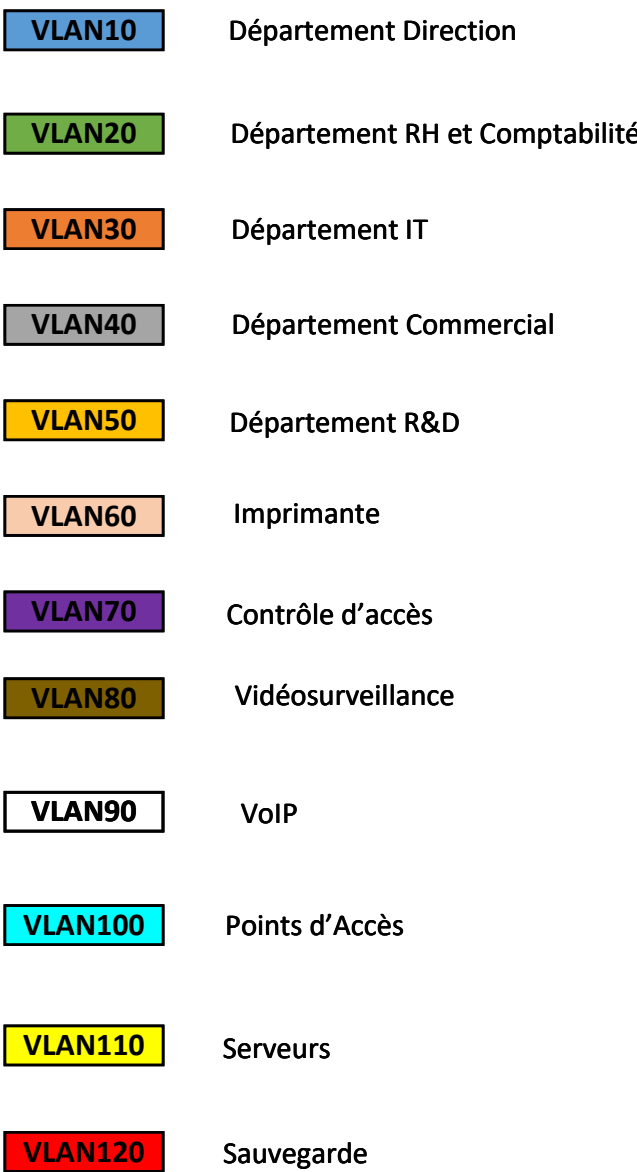 VLAN10 Département Direction
VLAN20 Département RH et Comptabilité
VLAN30 Département IT
VLAN40 Département Commercial
VLAN50 Département R&D
VLAN60 Imprimante
VLAN70 Contrôle d’accès
VLAN80 Vidéosurveillance
VLAN90 VoIP
VLAN100 Points d’Accès
VLAN110 Serveurs
VLAN120 Sauvegarde